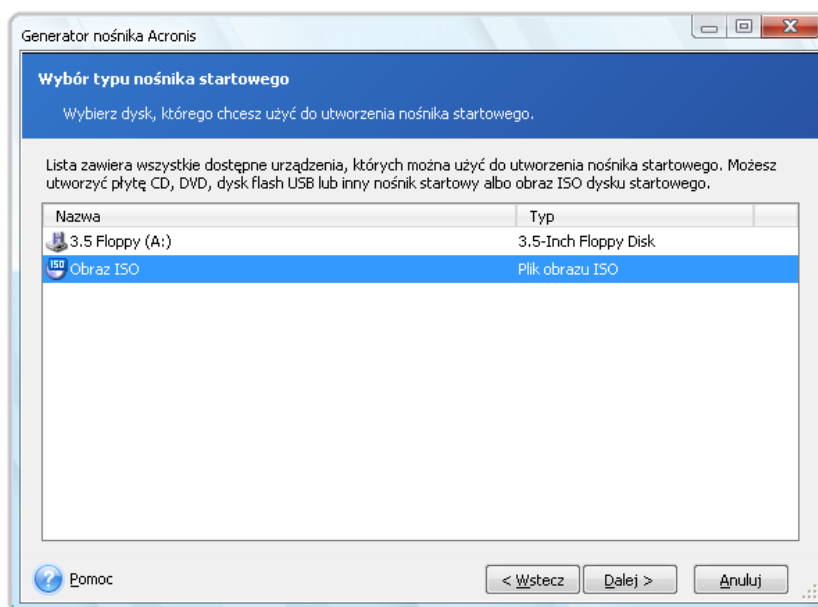 Generator nośnika Acronis
Wybór typu nośnika startowego
Wybierz dysk, którego chcesz użyć do utworzenia nośnika startowego.
Lista zawiera wszystkie dostępne urządzenia, których można użyć do utworzenia nośnika startowego. Możesz
utworzyć płytę CD, DVD, dysk flash USB lub inny nośnik startowy albo obraz ISO dysku startowego.
Nazwa Typ
3.5 Floppy (A:) 3.5-Inch Floppy Disk
ISO Obraz ISO Plik obrazu ISO
? Pomoc < Wstecz Dalej > Anuluj